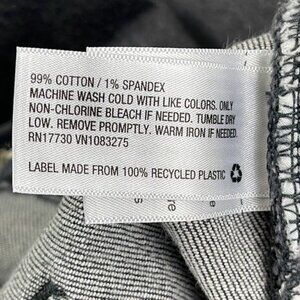 99% COTTON / 1% SPANDEX
MACHINE WASH COLD WITH LIKE COLORS. ONLY
NON-CHLORINE BLEACH IF NEEDED. TUMBLE DRY
LOW. REMOVE PROMPTLY. WARM IRON IF NEEDED.
RN17730 VN1083275
LABEL MADE FROM 100% RECYCLED PLASTIC